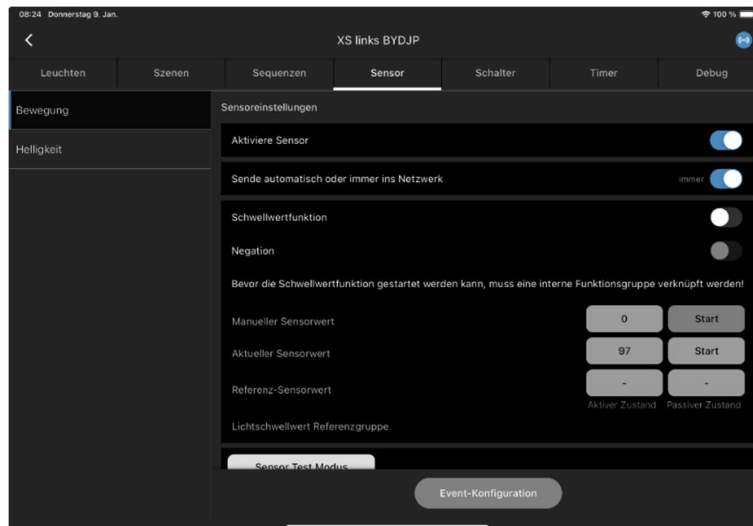 08:24 Donnerstag 9. Jan.
100 %
XS links BYDJP
Leuchten Szenen Sequenzen Sensor Schalter Timer Debug
Bewegung
Helligkeit
Sensoreinstellungen
Aktiviere Sensor
Sende automatisch oder immer ins Netzwerk immer
Schwellwertfunktion
Negation
Bevor die Schwellwertfunktion gestartet werden kann, muss eine interne Funktionsgruppe verknüpft werden!
Manueller Sensorwert 0 Start
Aktueller Sensorwert 97 Start
Referenz-Sensorwert - -
Aktiver Zustand Passiver Zustand
Lichtschwellwert Referenzgruppe
Sensor Test Modus
Event-Konfiguration